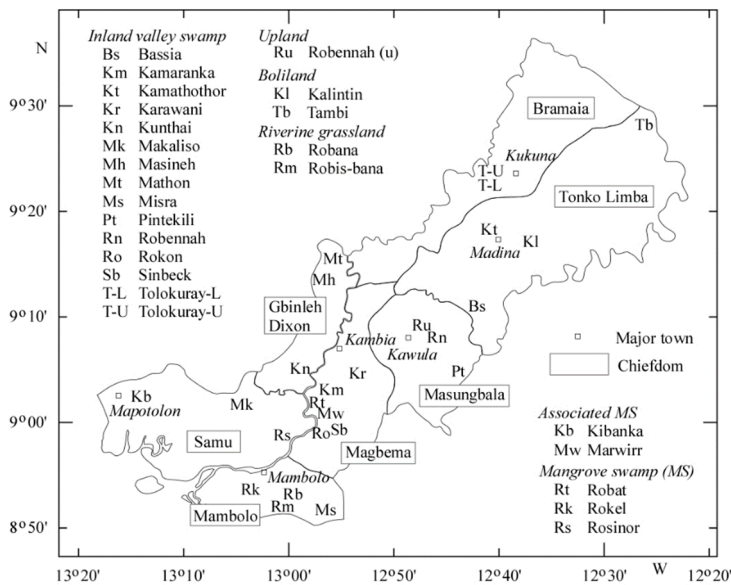 N
Inland valley swamp
Bs Bassia
Km Kamaranka
Kt Kamathothor
Kr Karawani
Kn Kunthai
Mk Makaliso
Mh Masineh
Mt Mathon
Ms Misra
Pt Pintekili
Rn Robennah
Ro Rokon
Sb Sinbeck
T-L Tolokuray-L
T-U Tolokuray-U
Upland
Ru Robennah (u)
Boliland
Kl Kalintin
Tb Tambi
Riverine grassland
Rb Robana
Rm Robis-bana
9°30'
9°20'
9°10'
9°00'
8°50'
Bramaia
Tb
Kukuna
T-U
T-L
Tonko Limba
Kt
Kl
Madina
Mt
Mh
Gbinleh
Dixon
Bs
Ru
Rn
Kambia
Kawula
Kn
Kr
Pt
Km
Masungbala
Kb
Mapotolon
Mk
Rt
Mw
Samu
Rs
Ro
Sb
Magbema
Mambolo
Rk
Rb
Rm
Ms
Mambolo
Major town
Chiefdom
Associated MS
Kb Kibanka
Mw Marwirr
Mangrove swamp (MS)
Rt Robat
Rk Rokel
Rs Rosinor
13°20' 13°10' 13°00' 12°50' 12°40' 12°30' W 12°20'